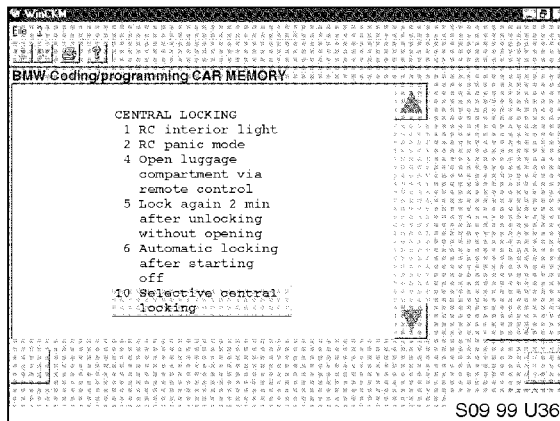 WinCKM
File ?
?
BMW Coding/programming CAR MEMORY
CENTRAL LOCKING
1 RC interior light
2 RC panic mode
4 Open luggage
compartment via
remote control
5 Lock again 2 min
after unlocking
without opening
6 Automatic locking
after starting
off
10 Selective central
locking
S09 99 U36